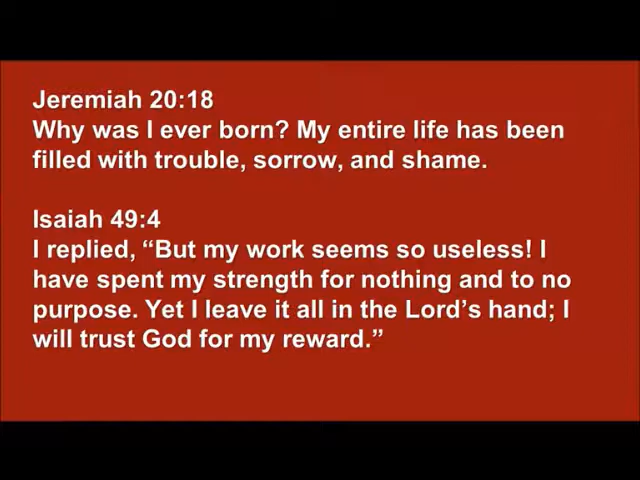 Jeremiah 20:18
Why was I ever born? My entire life has been
filled with trouble, sorrow, and shame.
Isaiah 49:4
I replied, “But my work seems so useless! I
have spent my strength for nothing and to no
purpose. Yet I leave it all in the Lord’s hand; I
will trust God for my reward.”